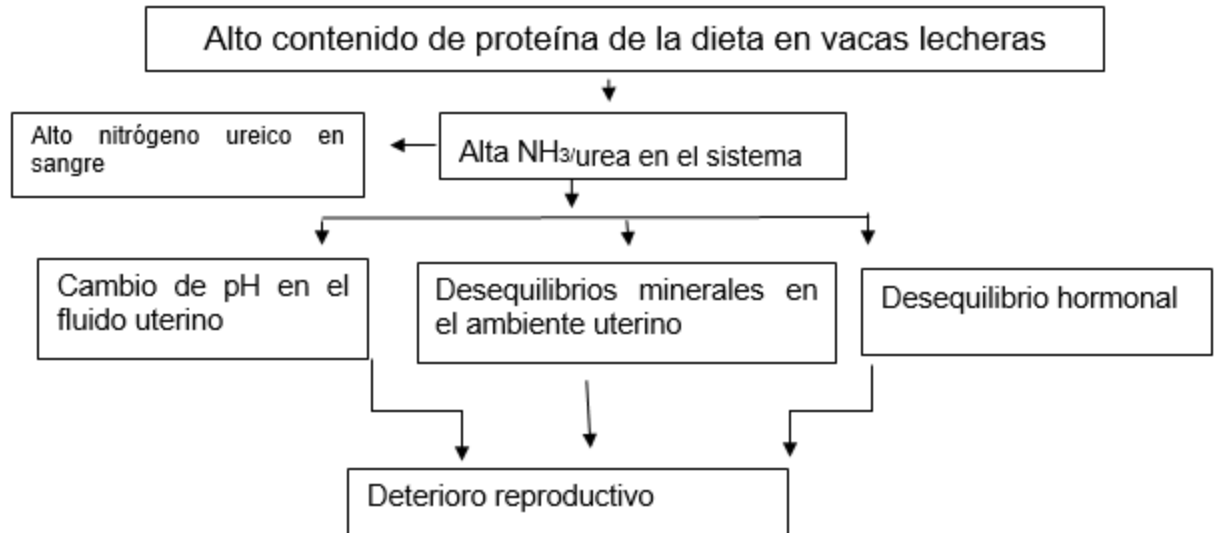 Alto contenido de proteína de la dieta en vacas lecheras
Alto nitrógeno ureico en
sangre
Alta NH3/urea en el sistema
Cambio de pH en el
fluido uterino
Desequilibrios minerales en
el ambiente uterino
Desequilibrio hormonal
Deterioro reproductivo